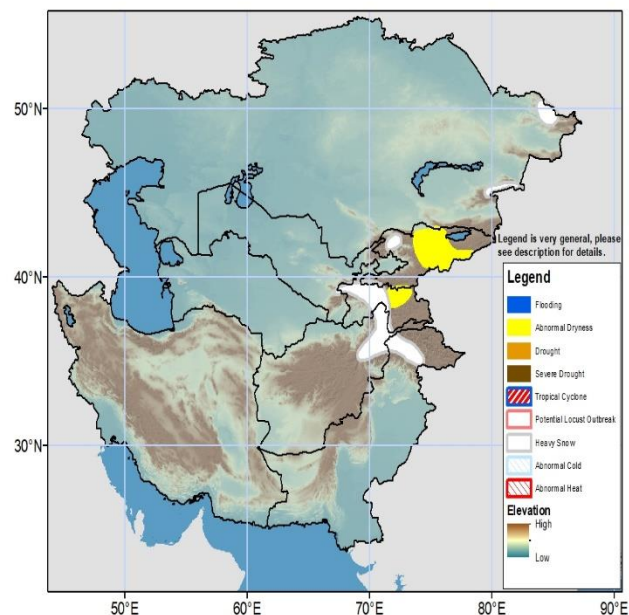 50°N
40°N
30°N
50°E
60°E
70°E
80°E
90°E
Legend is very general, please
see description for details.
Legend
Flooding
Abnormal Dryness
Drought
Severe Drought
Tropical Cyclone
Potential Locust Outbreak
Heavy Snow
Abnormal Cold
Abnormal Heat
Elevation
High
Low